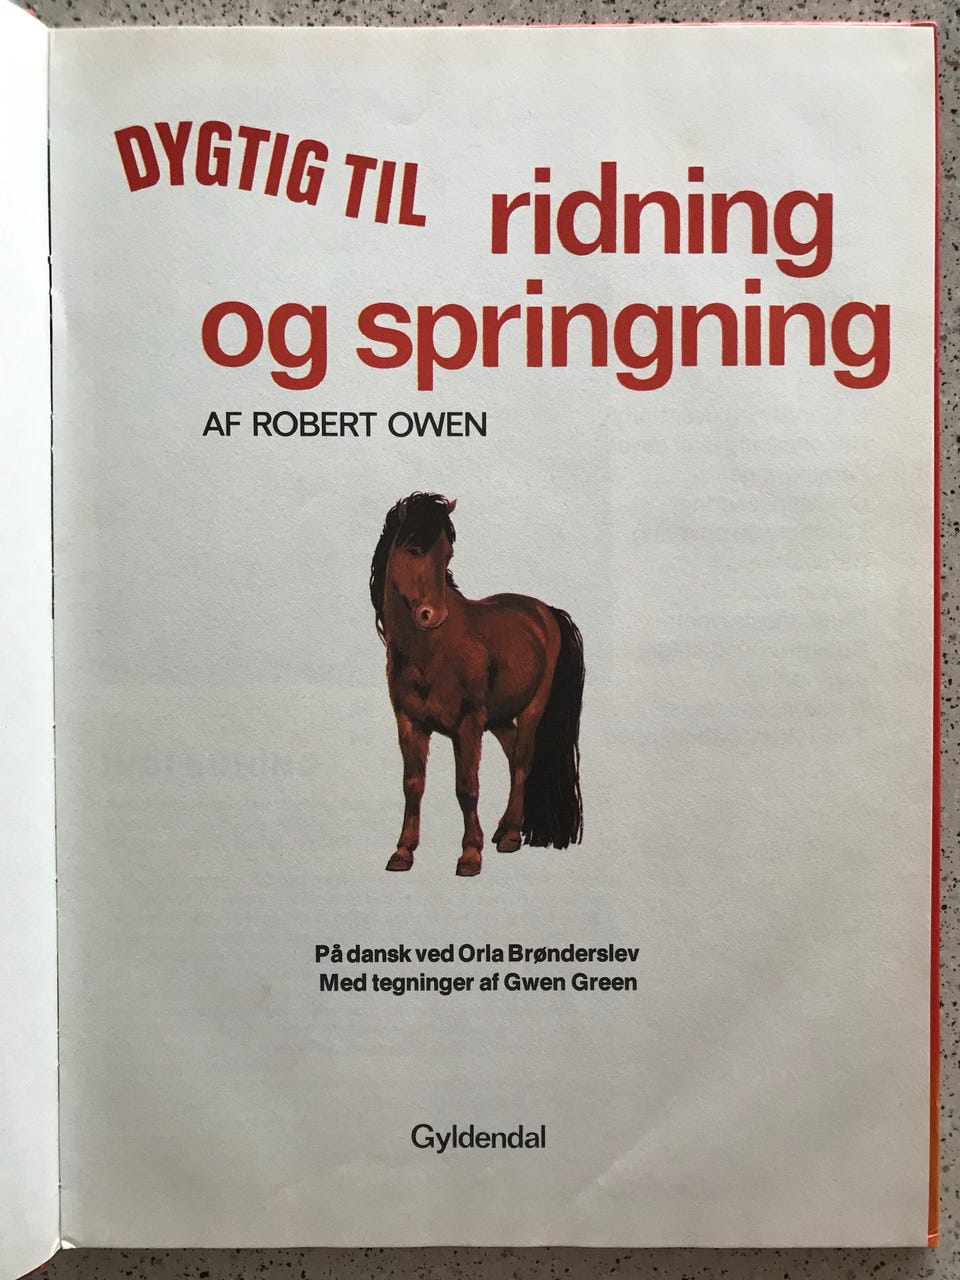 DYGTIG TIL ridning
og springning
AF ROBERT OWEN
På dansk ved Orla Brønderslev
Med tegninger af Gwen Green
Gyldendal